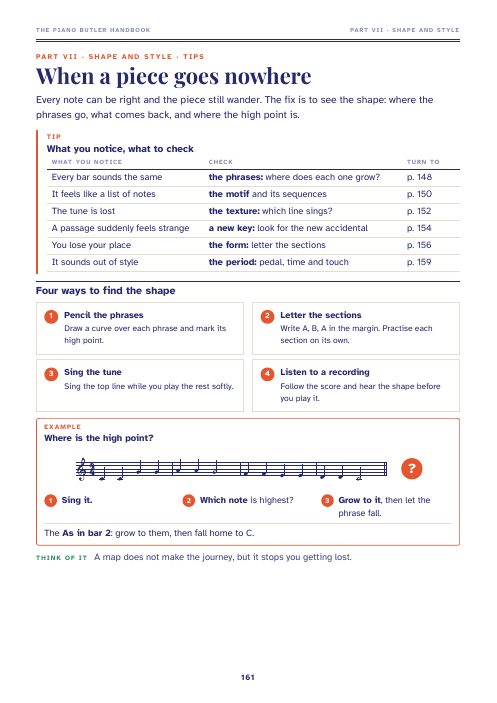 THE PIANO BUTLER HANDBOOK
PART VII · SHAPE AND STYLE
PART VII · SHAPE AND STYLE · TIPS
When a piece goes nowhere
Every note can be right and the piece still wander. The fix is to see the shape: where the
phrases go, what comes back, and where the high point is.
TIP
What you notice, what to check
WHAT YOU NOTICE CHECK TURN TO
Every bar sounds the same the phrases: where does each one grow? p. 148
It feels like a list of notes the motif and its sequences p. 150
The tune is lost the texture: which line sings? p. 152
A passage suddenly feels strange a new key: look for the new accidental p. 154
You lose your place the form: letter the sections p. 156
It sounds out of style the period: pedal, time and touch p. 159
Four ways to find the shape
1 Pencil the phrases
Draw a curve over each phrase and mark its
high point.
2 Letter the sections
Write A, B, A in the margin. Practise each
section on its own.
3 Sing the tune
Sing the top line while you play the rest softly.
4 Listen to a recording
Follow the score and hear the shape before
you play it.
EXAMPLE
Where is the high point?
?
1 Sing it.
2 Which note is highest?
3 Grow to it, then let the
phrase fall.
The As in bar 2: grow to them, then fall home to C.
THINK OF IT A map does not make the journey, but it stops you getting lost.
161